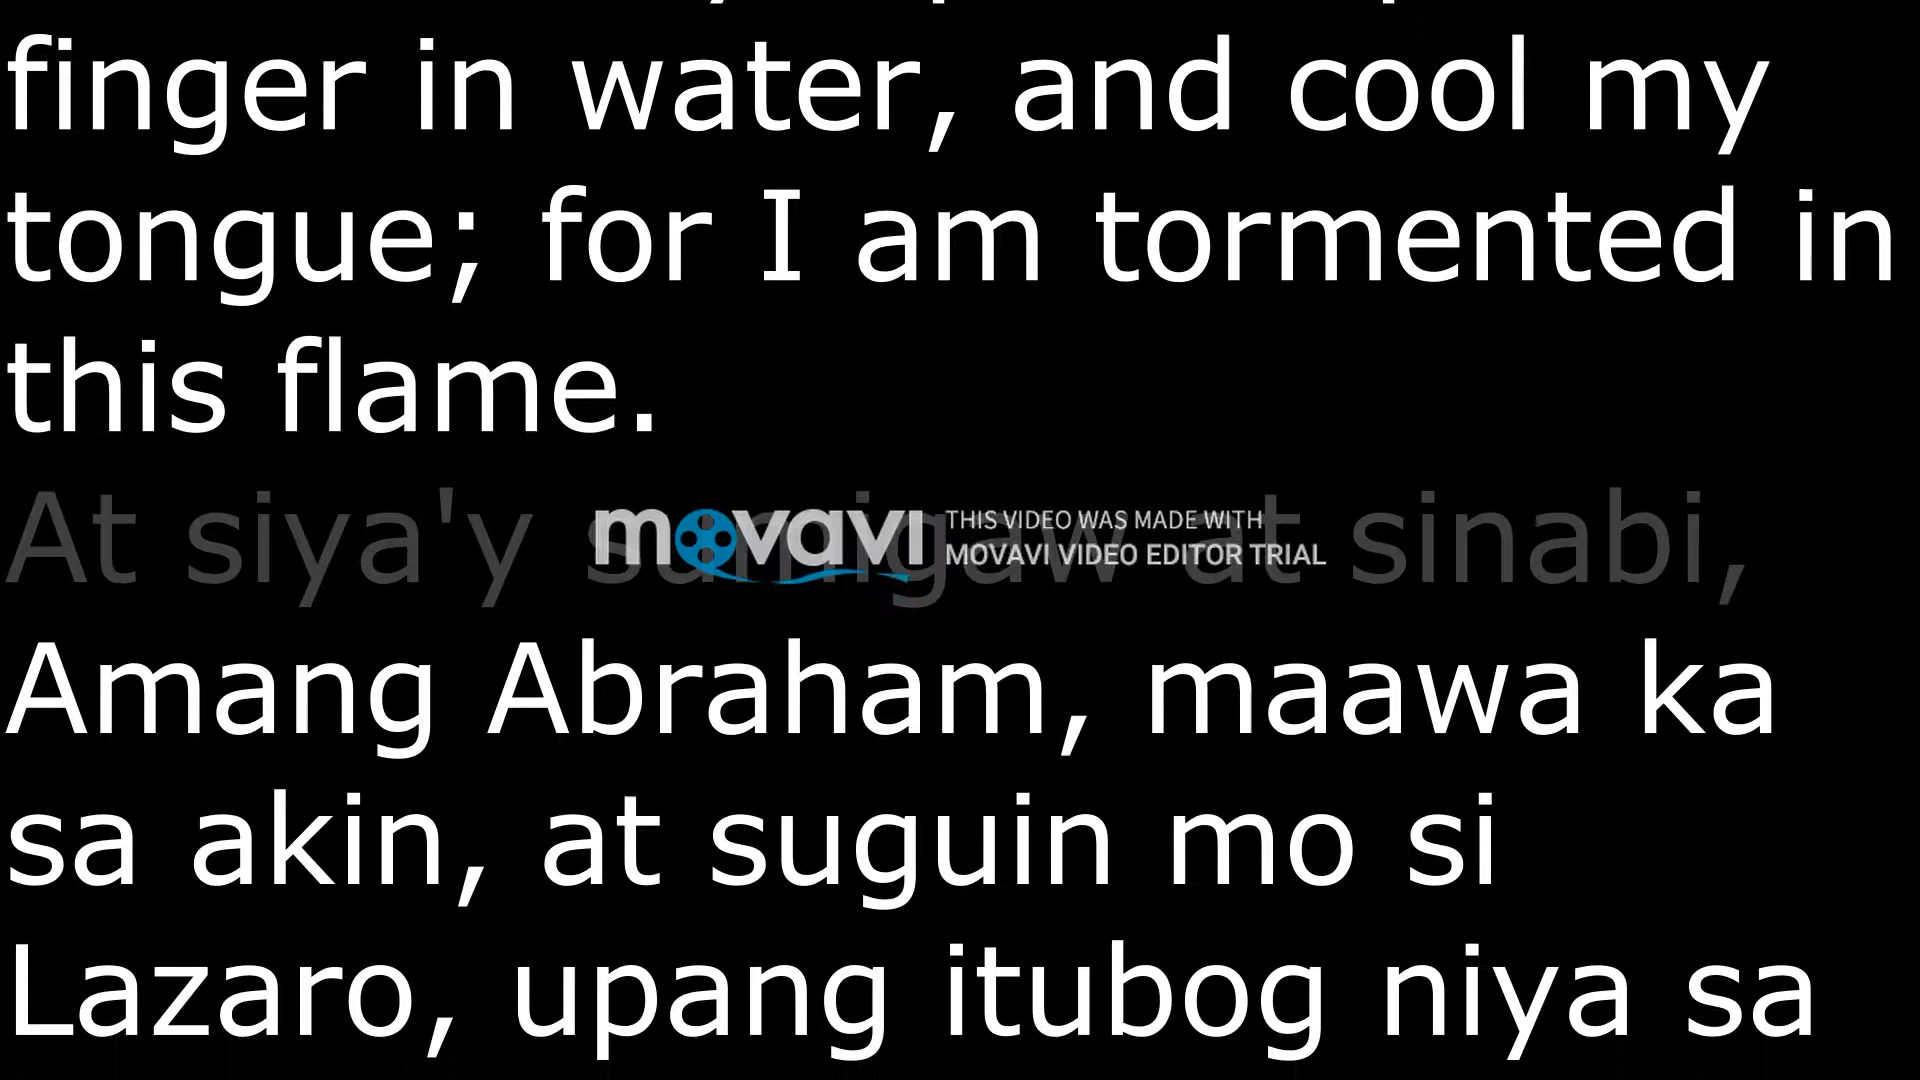 finger in water, and cool my
tongue; for I am tormented in
this flame.
At siya'y sumigaw at sinabi,
movavi THIS VIDEO WAS MADE WITH
MOVAVI VIDEO EDITOR TRIAL
Amang Abraham, maawa ka
sa akin, at suguin mo si
Lazaro, upang itubog niya sa